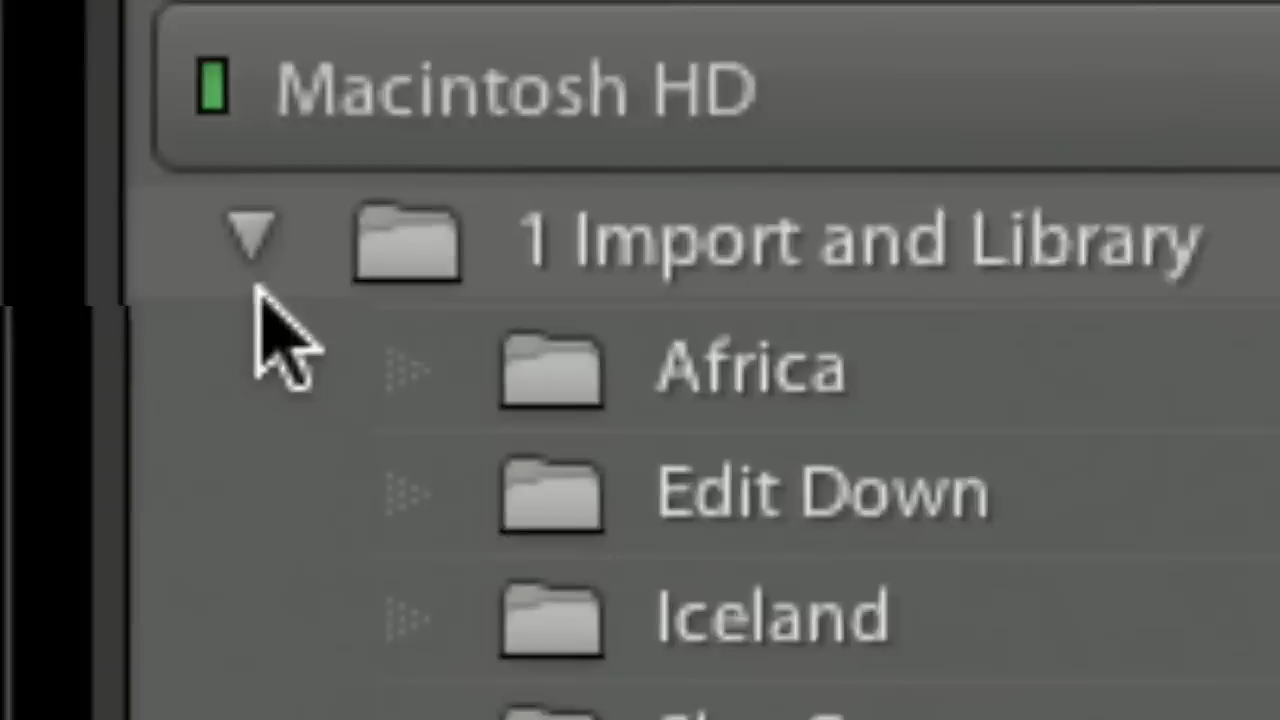 Macintosh HD
1 Import and Library
Africa
Edit Down
Iceland